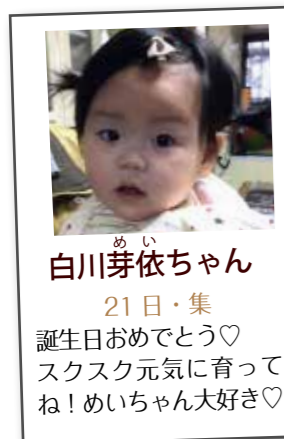 めい
白川芽依ちゃん
21日・集
誕生日おめでとう♡
スクスク元気に育って
ね！めいちゃん大好き♡